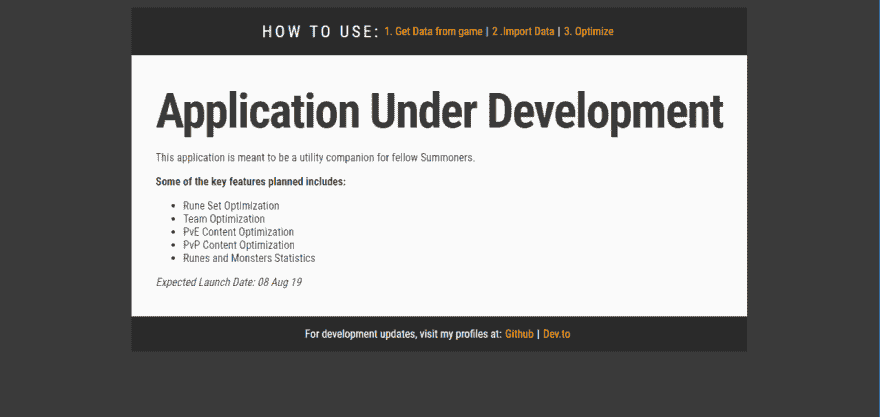 HOW TO USE: 1. Get Data from game | 2 .Import Data | 3. Optimize
Application Under Development
This application is meant to be a utility companion for fellow Summoners.
Some of the key features planned includes:
• Rune Set Optimization
• Team Optimization
• PvE Content Optimization
• PvP Content Optimization
• Runes and Monsters Statistics
Expected Launch Date: 08 Aug 19
For development updates, visit my profiles at: Github | Dev.to